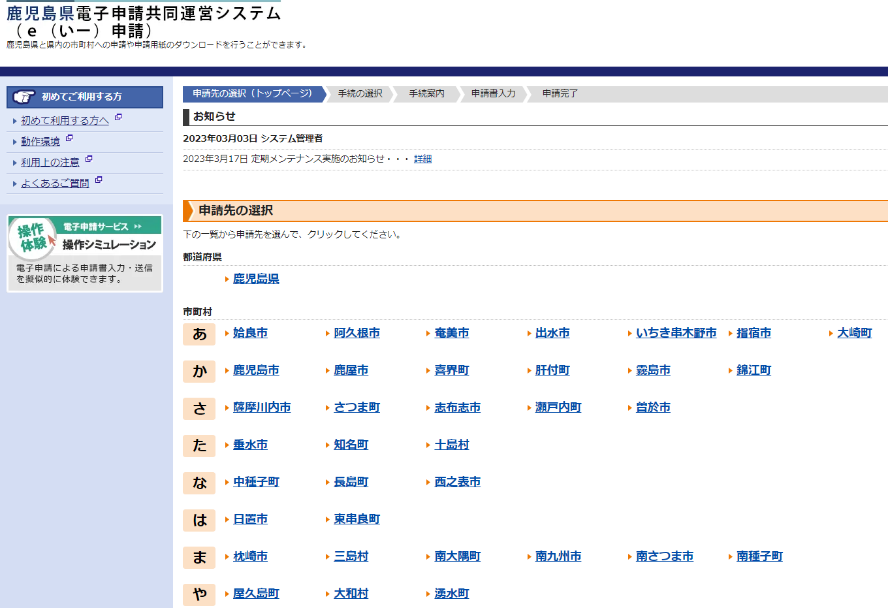 鹿児島県電子申請共同運営システム
（ｅ（いー）申請）
鹿児島県と県内の市町村への申請や申請用紙のダウンロードを行うことができます。
初めてご利用する方
初めて利用する方へ
動作環境
利用上の注意
よくあるご質問
操作体験
電子申請サービス
操作シミュレーション
電子申請による申請書入力・送信
を擬似的に体験できます。
申請先の選択（トップページ） 手続の選択 手続案内 申請書入力 申請完了
お知らせ
2023年03月03日 システム管理者
2023年3月17日 定期メンテナンス実施のお知らせ・・・ 詳細
申請先の選択
下の一覧から申請先を選んで、クリックしてください。
都道府県
鹿児島県
市町村
あ 姶良市 阿久根市 奄美市 出水市 いちき串木野市 指宿市 大崎町
か 鹿児島市 鹿屋市 喜界町 肝付町 霧島市 錦江町
さ 薩摩川内市 さつま町 志布志市 瀬戸内町 曽於市
た 垂水市 知名町 十島村
な 中種子町 長島町 西之表市
は 日置市 東串良町
ま 枕崎市 三島村 南大隅町 南九州市 南さつま市 南種子町
や 屋久島町 大和村 湧水町